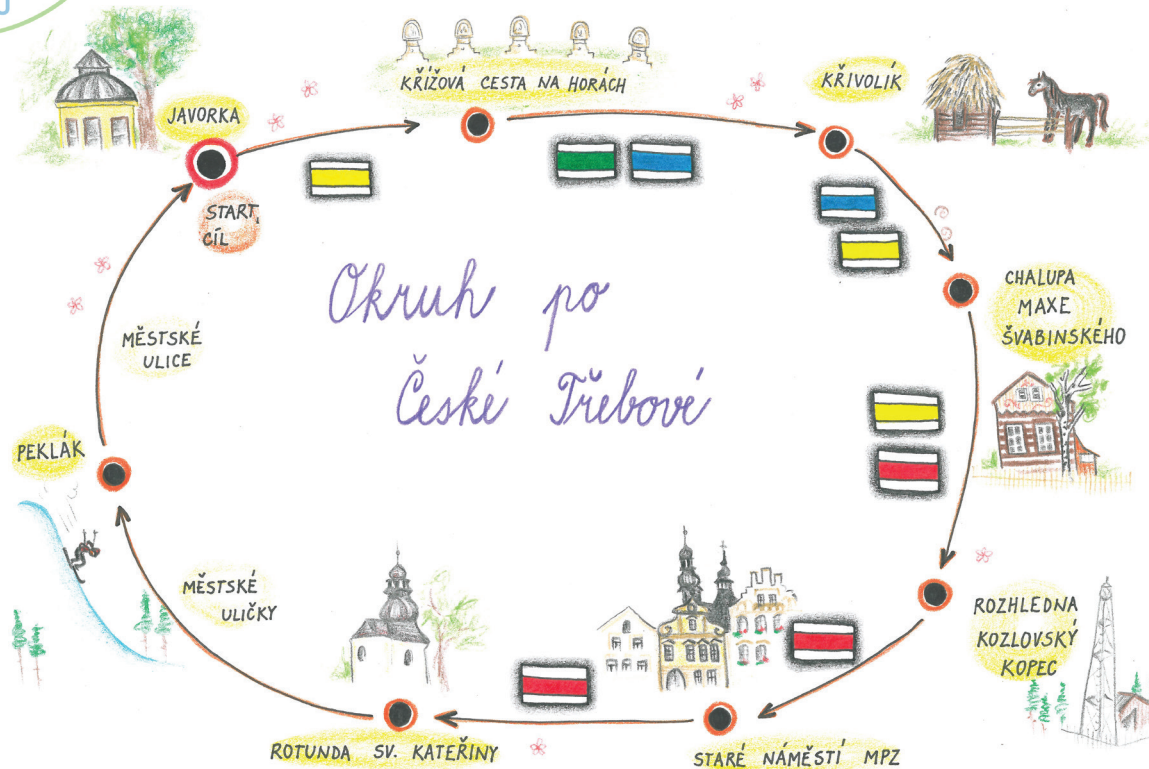 KŘÍŽOVÁ CESTA NA HORÁCH
KŘIVOLÍK
JAVORKA
START,
CÍL
Okruh po
České Třebové
CHALUPA
MAXE
ŠVABINSKÉHO
MĚSTSKÉ
ULICE
PEKLÁK
MĚSTSKÉ
ULIČKY
ROZHLEDNA
KOZLOVSKÝ
KOPEC
ROTUNDA SV. KATEŘINY
STARÉ NÁMĚSTÍ MPZ